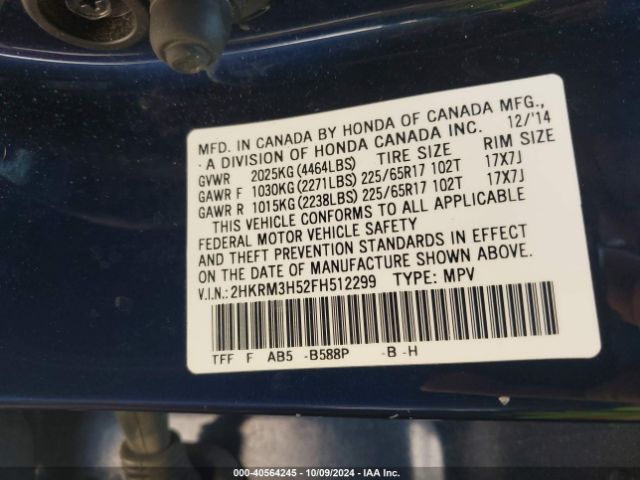 MFD. IN CANADA BY HONDA OF CANADA MFG.,
- A DIVISION OF HONDA CANADA INC. 12/'14
GVWR 2025KG(4464LBS) TIRE SIZE RIM SIZE
GAWR F 1030KG(2271LBS) 225/65R17 102T 17X7J
GAWR R 1015KG(2238LBS) 225/65R17 102T 17X7J
THIS VEHICLE CONFORMS TO ALL APPLICABLE
FEDERAL MOTOR VEHICLE SAFETY
AND THEFT PREVENTION STANDARDS IN EFFECT
ON THE DATE OF MANUFACTURE SHOWN ABOVE.
V.I.N.: 2HKRM3H52FH512299 TYPE: MPV
TFF F AB5 -B588P -B -H
000-40564245 - 10/09/2024 - IAA Inc.